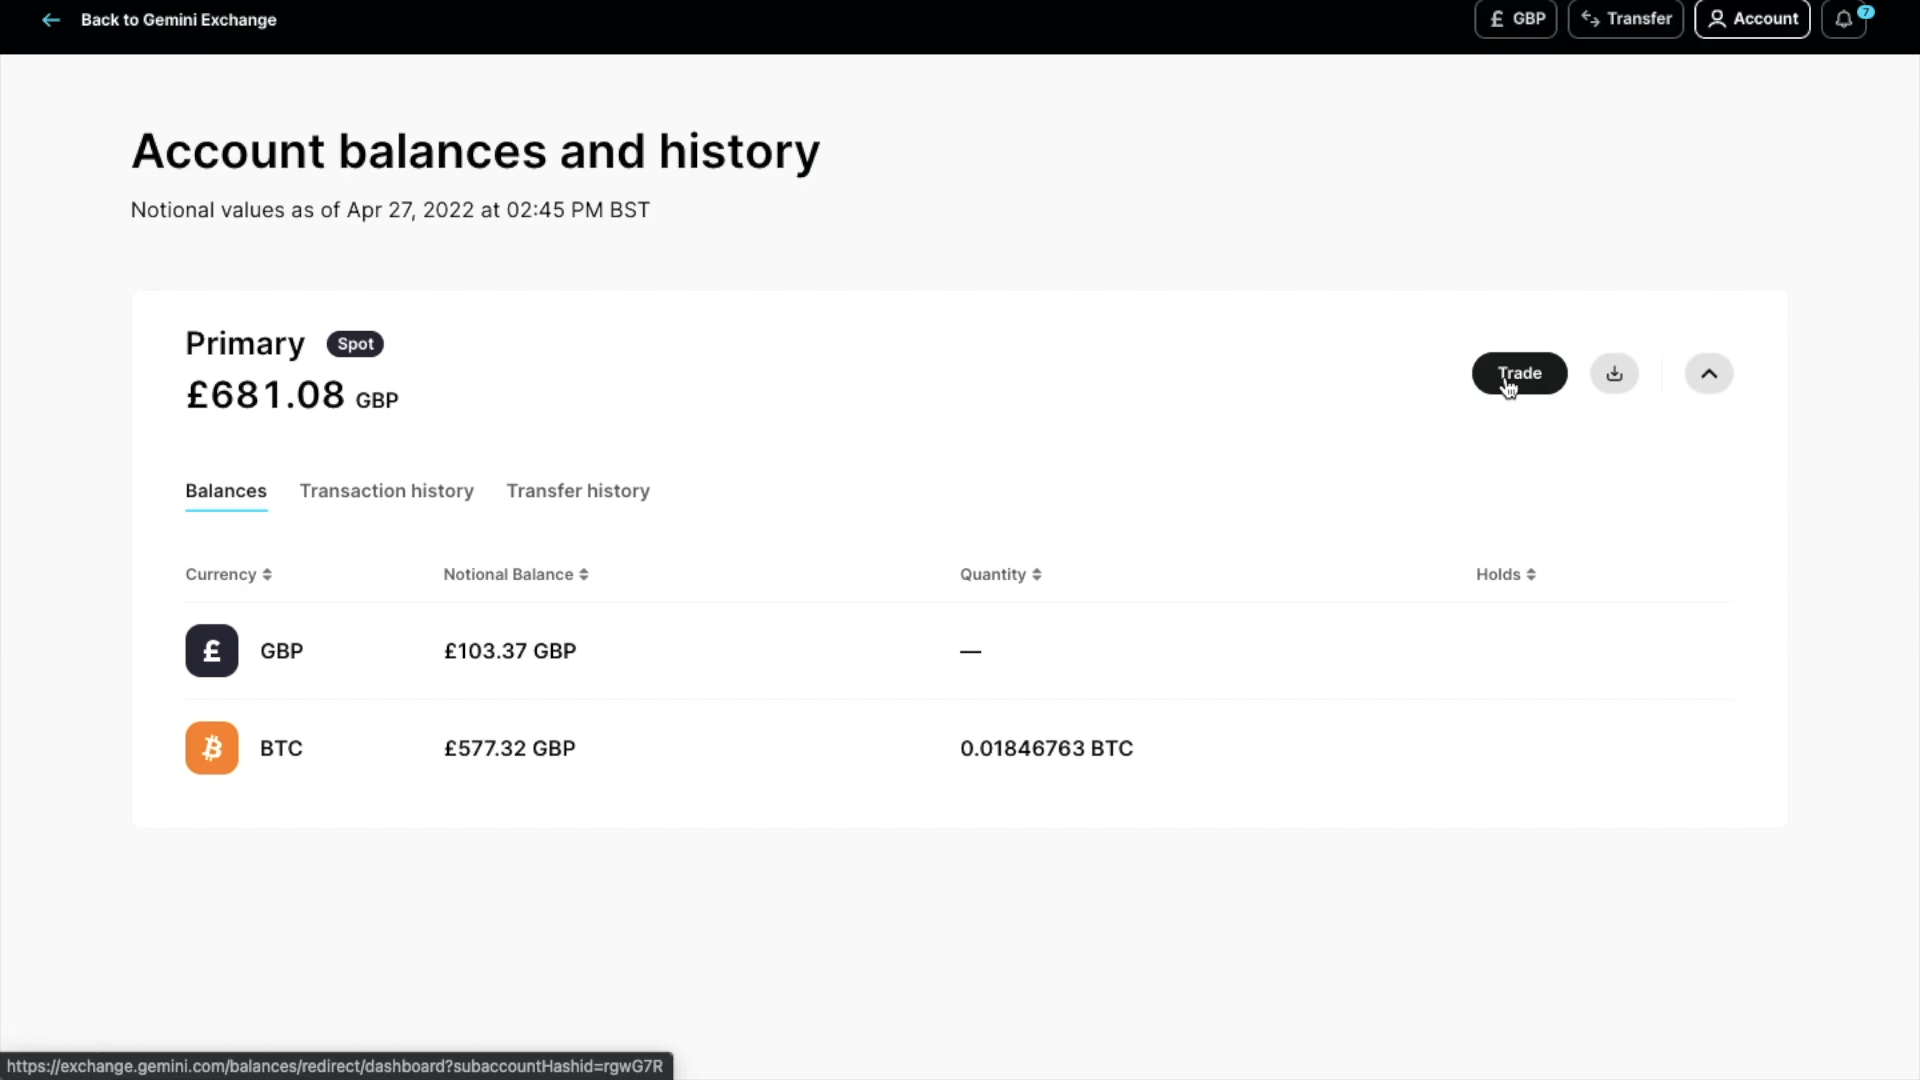 Back to Gemini Exchange
£ GBP
Transfer
Account
7
Account balances and history
Notional values as of Apr 27, 2022 at 02:45 PM BST
Primary Spot
£681.08 GBP
Trade
Balances Transaction history Transfer history
Currency Notional Balance Quantity Holds
£ GBP £103.37 GBP —
₿ BTC £577.32 GBP 0.01846763 BTC
https://exchange.gemini.com/balances/redirect/dashboard?subaccountHashid=rgwG7R